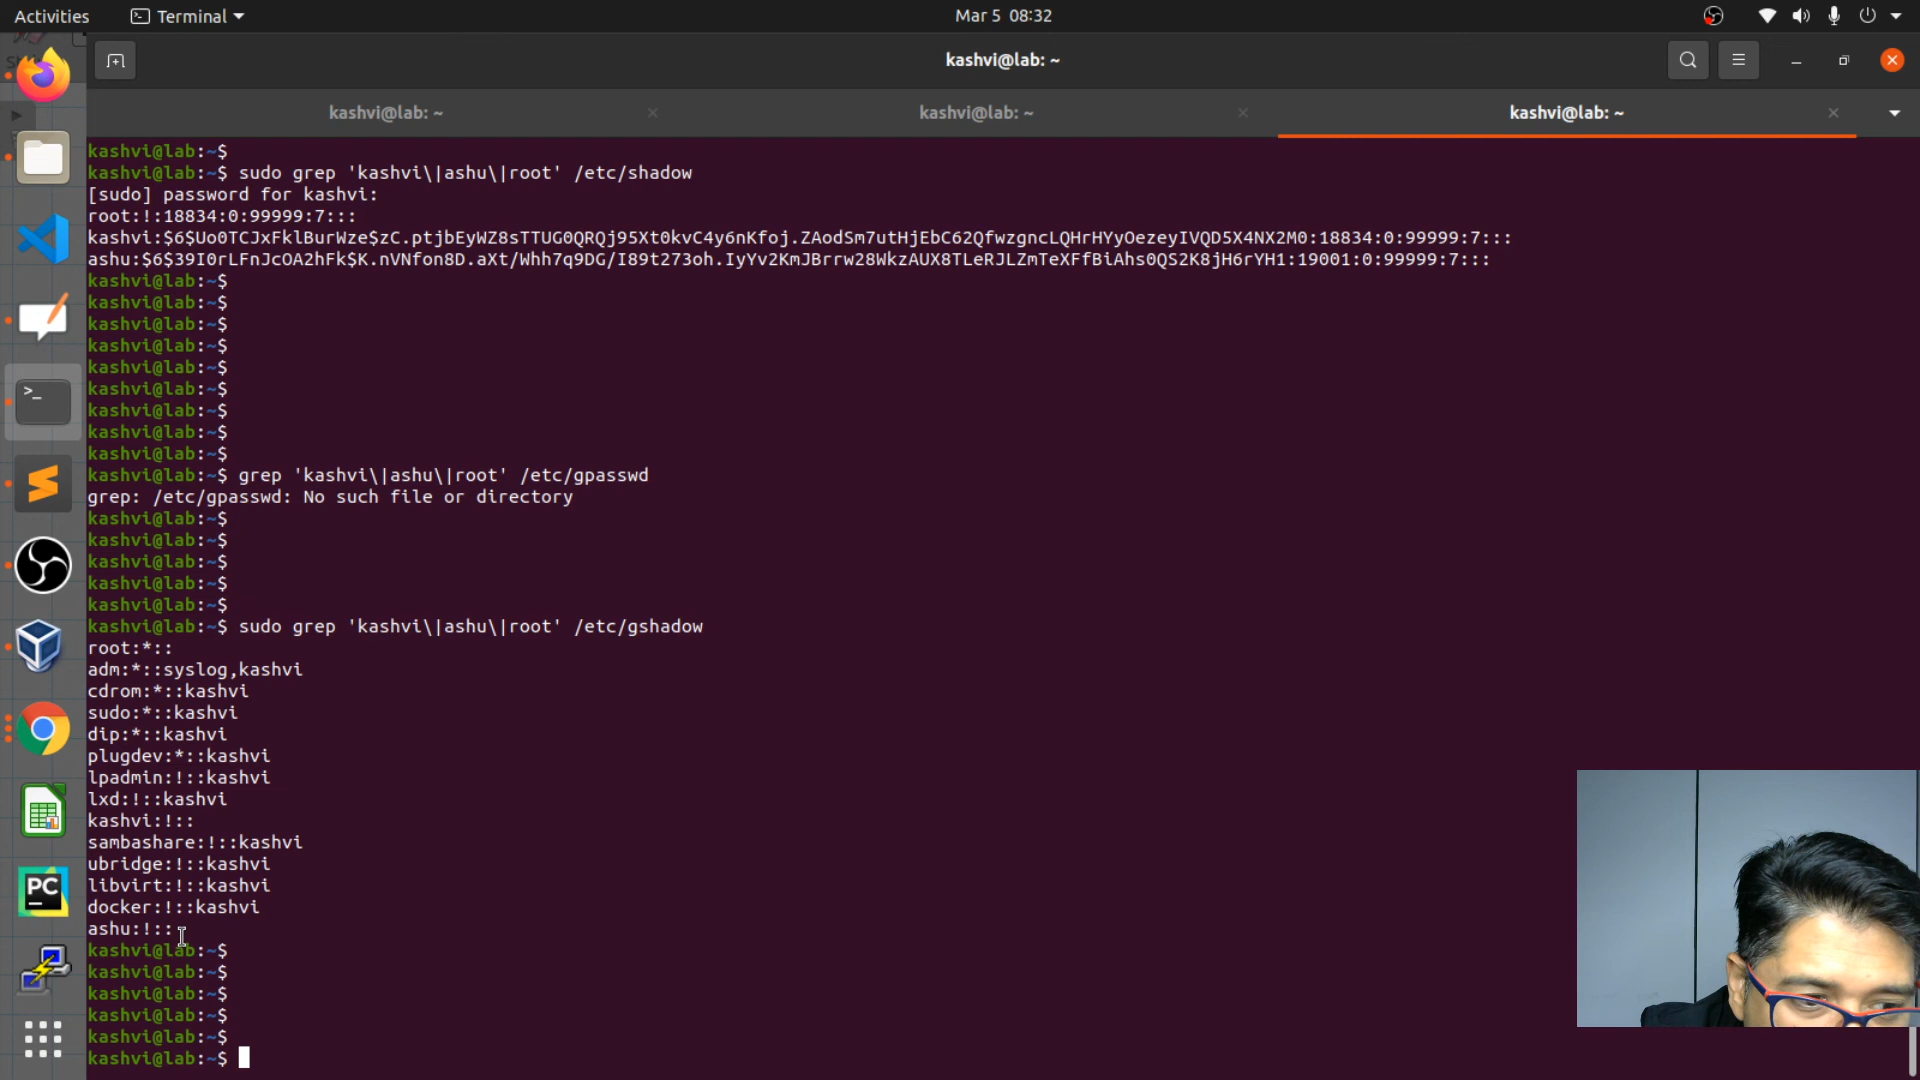 Activities Terminal Mar 5 08:32
kashvi@lab: ~
kashvi@lab: ~ kashvi@lab: ~ kashvi@lab: ~
kashvi@lab:~$
kashvi@lab:~$ sudo grep 'kashvi\|ashu\|root' /etc/shadow
[sudo] password for kashvi:
root:!:18834:0:99999:7:::
kashvi:$6$Uo0TCJxFklBurWze$zC.ptjbEyWZ8sTTUG0QRQj95Xt0kvC4y6nKfoj.ZAodSm7utHjEbC62QfwzgncLQHrHYyOezeyIVQD5X4NX2M0:18834:0:99999:7:::
ashu:$6$39I0rLFnJcOA2hFk$K.nVNfon8D.aXt/Whh7q9DG/I89t273oh.IyYv2KmJBrrw28WkzAUX8TLeRJLZmTeXFfBiAhs0QS2K8jH6rYH1:19001:0:99999:7:::
kashvi@lab:~$
kashvi@lab:~$
kashvi@lab:~$
kashvi@lab:~$
kashvi@lab:~$
kashvi@lab:~$
kashvi@lab:~$
kashvi@lab:~$
kashvi@lab:~$
kashvi@lab:~$ grep 'kashvi\|ashu\|root' /etc/gpasswd
grep: /etc/gpasswd: No such file or directory
kashvi@lab:~$
kashvi@lab:~$
kashvi@lab:~$
kashvi@lab:~$
kashvi@lab:~$
kashvi@lab:~$ sudo grep 'kashvi\|ashu\|root' /etc/gshadow
root:*::
adm:*::syslog,kashvi
cdrom:*::kashvi
sudo:*::kashvi
dip:*::kashvi
plugdev:*::kashvi
lpadmin:!::kashvi
lxd:!::kashvi
kashvi:!::
sambashare:!::kashvi
ubridge:!::kashvi
libvirt:!::kashvi
docker:!::kashvi
ashu:!::
kashvi@lab:~$
kashvi@lab:~$
kashvi@lab:~$
kashvi@lab:~$
kashvi@lab:~$
kashvi@lab:~$
PC